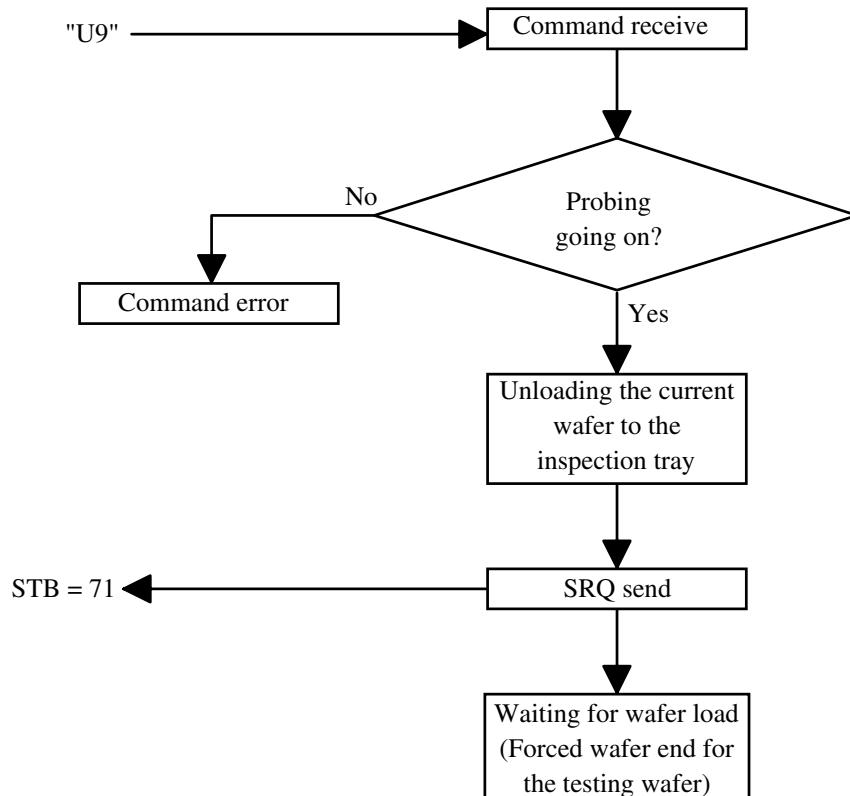 "U9"
Command receive
No
Probing
going on?
Command error
Yes
Unloading the current
wafer to the
inspection tray
STB = 71
SRQ send
Waiting for wafer load
(Forced wafer end for
the testing wafer)